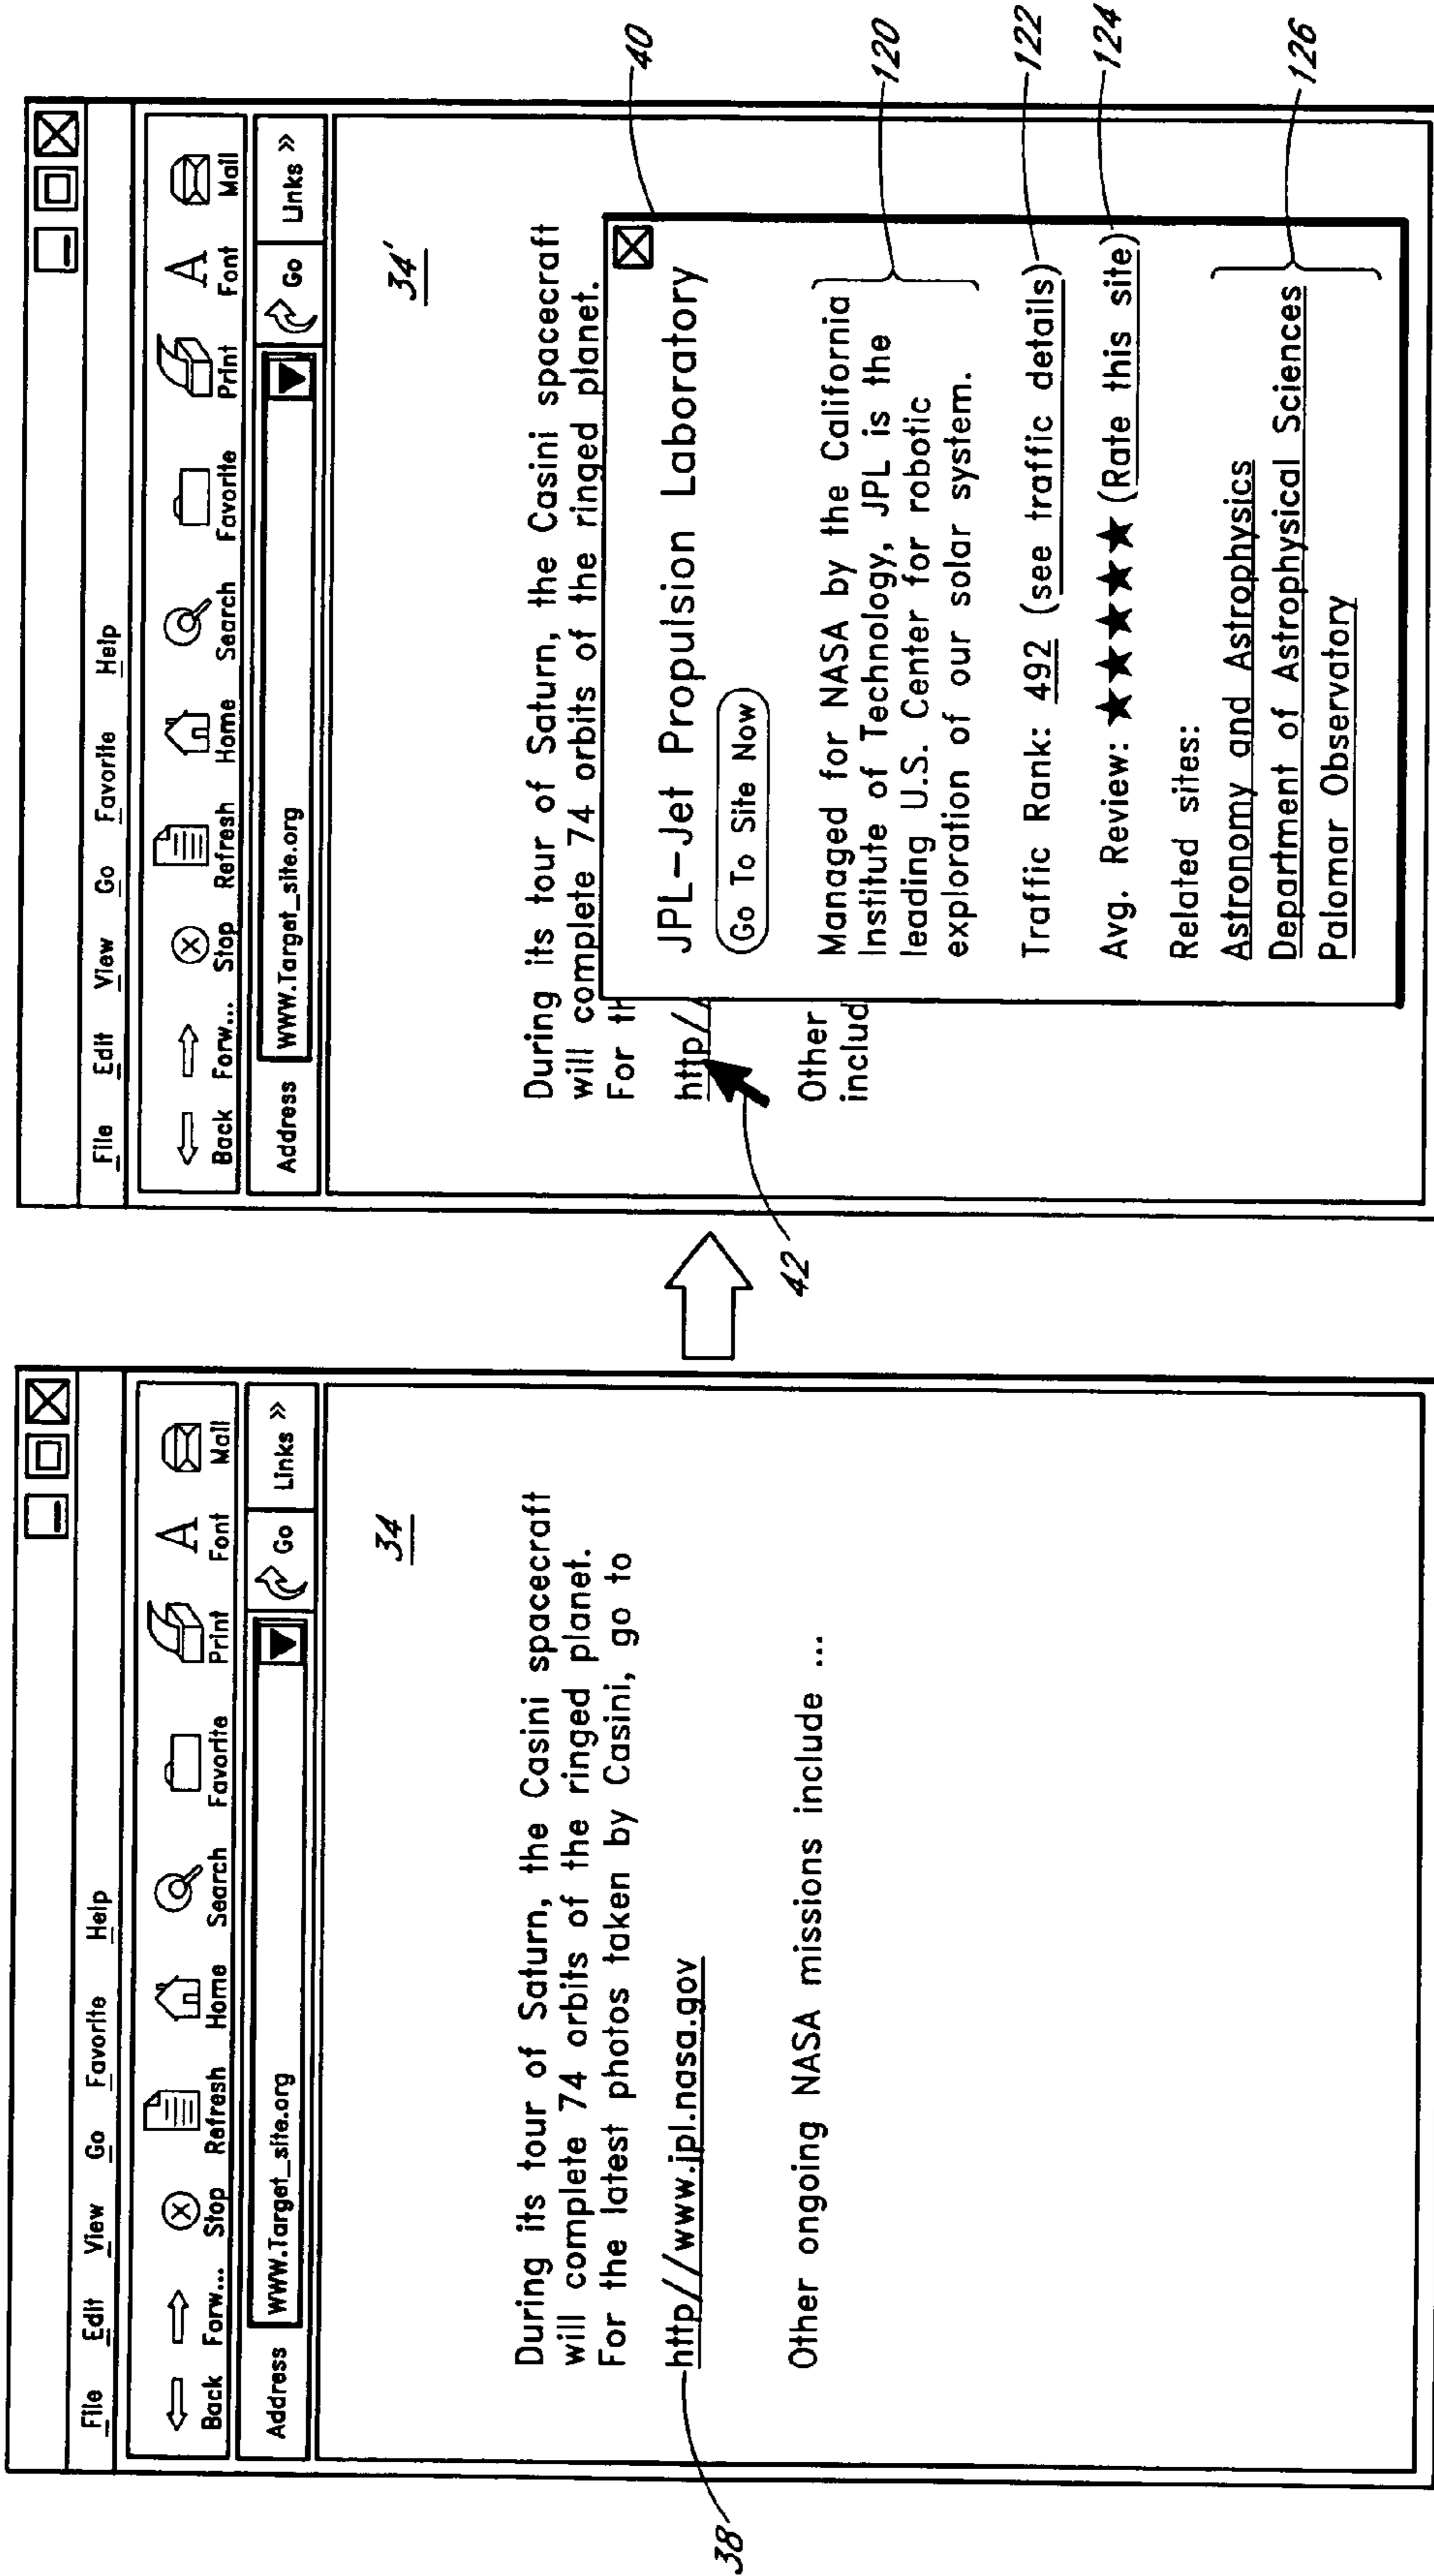 File Edit View Go Favorite Help
Back Forw... Stop Refresh Home Search Favorite Print Font Mail
Address WWW.Target_site.org Go Links »
34
During its tour of Saturn, the Casini spacecraft
will complete 74 orbits of the ringed planet.
For the latest photos taken by Casini, go to
38
http//www.jpl.nasa.gov
Other ongoing NASA missions include ...
File Edit View Go Favorite Help
Back Forw... Stop Refresh Home Search Favorite Print Font Mail
Address WWW.Target_site.org Go Links »
34'
During its tour of Saturn, the Casini spacecraft
will complete 74 orbits of the ringed planet.
For th
http//
Other
includ
42
40
JPL-Jet Propulsion Laboratory
Go To Site Now
Managed for NASA by the California
Institute of Technology, JPL is the
leading U.S. Center for robotic
exploration of our solar system.
120
Traffic Rank: 492 (see traffic details)
122
Avg. Review: ★★★★★ (Rate this site)
124
Related sites:
Astronomy and Astrophysics
Department of Astrophysical Sciences
Palomar Observatory
126